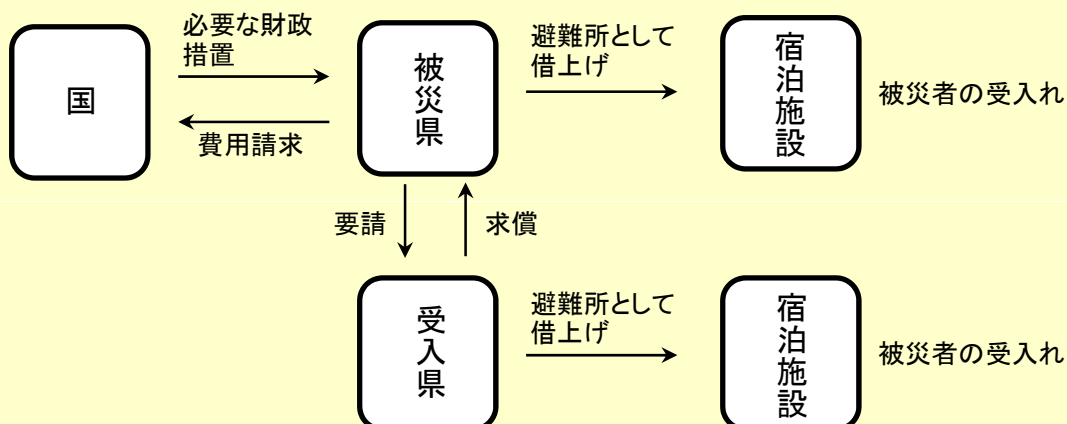 国
必要な財政
措置
費用請求
被災県
避難所として
借上げ
宿泊施設
被災者の受入れ
要請
求償
受入県
避難所として
借上げ
宿泊施設
被災者の受入れ